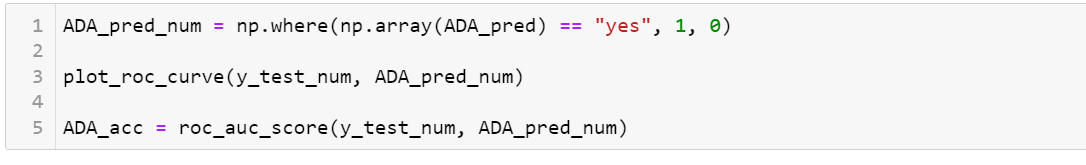 1 ADA_pred_num = np.where(np.array(ADA_pred) == "yes", 1, 0)
2
3 plot_roc_curve(y_test_num, ADA_pred_num)
4
5 ADA_acc = roc_auc_score(y_test_num, ADA_pred_num)